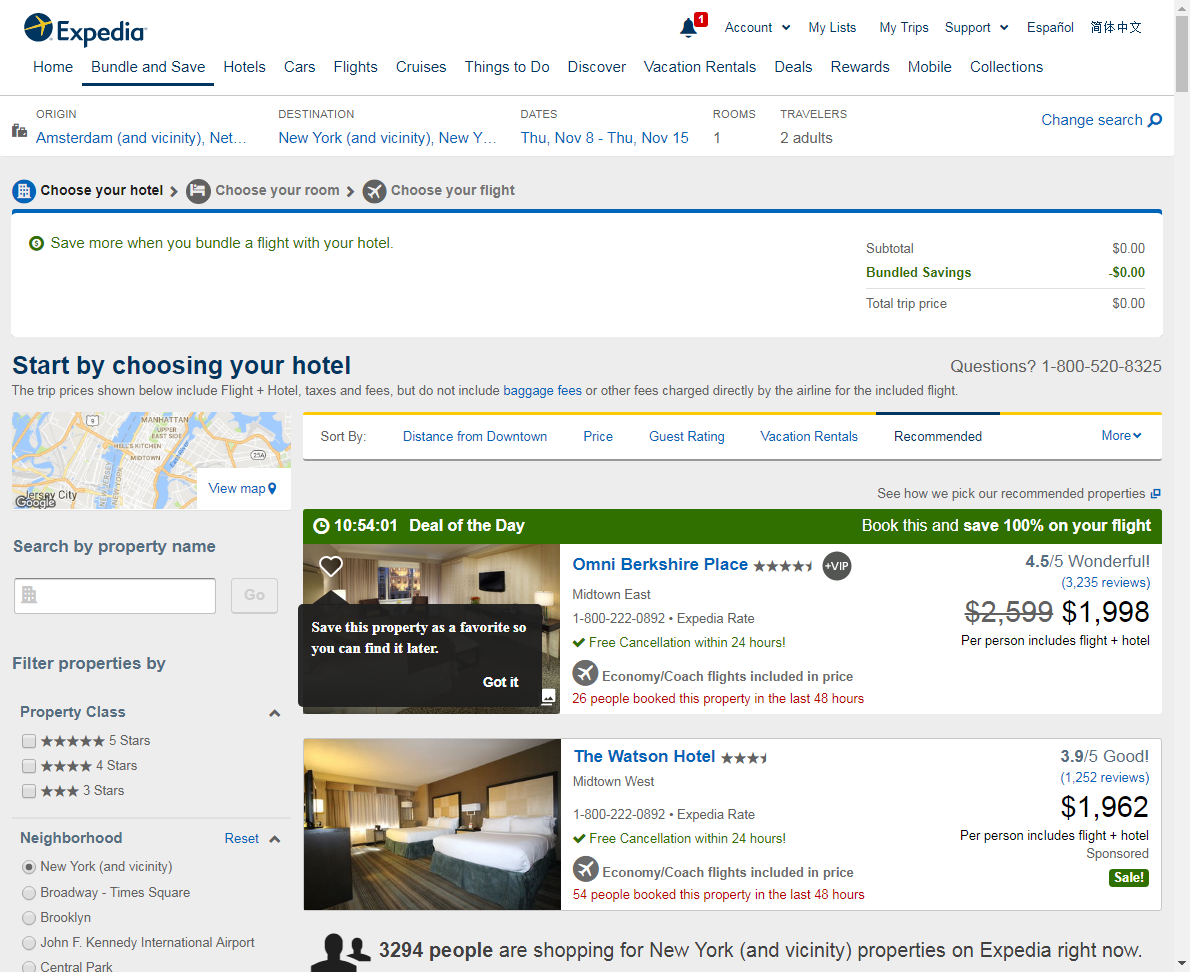 Expedia
1
Account
My Lists
My Trips
Support
Español
简体中文
Home
Bundle and Save
Hotels
Cars
Flights
Cruises
Things to Do
Discover
Vacation Rentals
Deals
Rewards
Mobile
Collections
ORIGIN
Amsterdam (and vicinity), Net...
DESTINATION
New York (and vicinity), New Y...
DATES
Thu, Nov 8 - Thu, Nov 15
ROOMS
1
TRAVELERS
2 adults
Change search
Choose your hotel
Choose your room
Choose your flight
Save more when you bundle a flight with your hotel.
Subtotal $0.00
Bundled Savings -$0.00
Total trip price $0.00
Start by choosing your hotel
Questions? 1-800-520-8325
The trip prices shown below include Flight + Hotel, taxes and fees, but do not include baggage fees or other fees charged directly by the airline for the included flight.
9
MANHATTAN
UPPER
EAST SIDE
HELL'S KITCHEN
MIDTOWN
East River
25A
NEW JERSEY
NEW YORK
Jersey City
Google
View map
Search by property name
Go
Filter properties by
Property Class
5 Stars
4 Stars
3 Stars
Neighborhood
Reset
New York (and vicinity)
Broadway - Times Square
Brooklyn
John F. Kennedy International Airport
Central Park
Sort By:
Distance from Downtown
Price
Guest Rating
Vacation Rentals
Recommended
More
See how we pick our recommended properties
10:54:01 Deal of the Day
Book this and save 100% on your flight
Save this property as a favorite so
you can find it later.
Got it
Omni Berkshire Place
+VIP
Midtown East
1-800-222-0892 • Expedia Rate
Free Cancellation within 24 hours!
Economy/Coach flights included in price
26 people booked this property in the last 48 hours
4.5/5 Wonderful!
(3,235 reviews)
$2,599 $1,998
Per person includes flight + hotel
The Watson Hotel
Midtown West
1-800-222-0892 • Expedia Rate
Free Cancellation within 24 hours!
Economy/Coach flights included in price
54 people booked this property in the last 48 hours
3.9/5 Good!
(1,252 reviews)
$1,962
Per person includes flight + hotel
Sponsored
Sale!
3294 people are shopping for New York (and vicinity) properties on Expedia right now.